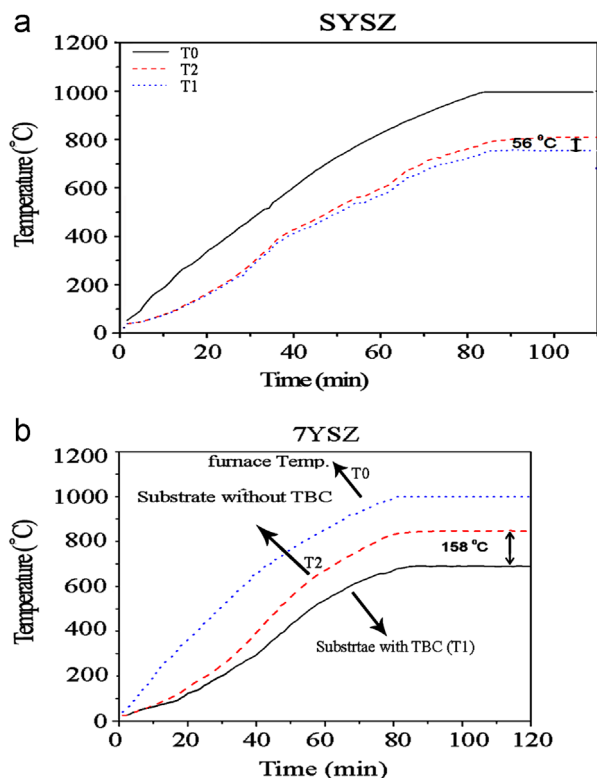 a
SYSZ
1200
1000
800
600
400
200
0
T0
T2
T1
56 °C
0
20
40
60
80
100
Temperature (°C)
Time (min)
b
7YSZ
1200
1000
800
600
400
200
0
furnace Temp.
T0
Substrate without TBC
T2
158 °C
Substrtae with TBC (T1)
0
20
40
60
80
100
120
Temperature (°C)
Time (min)